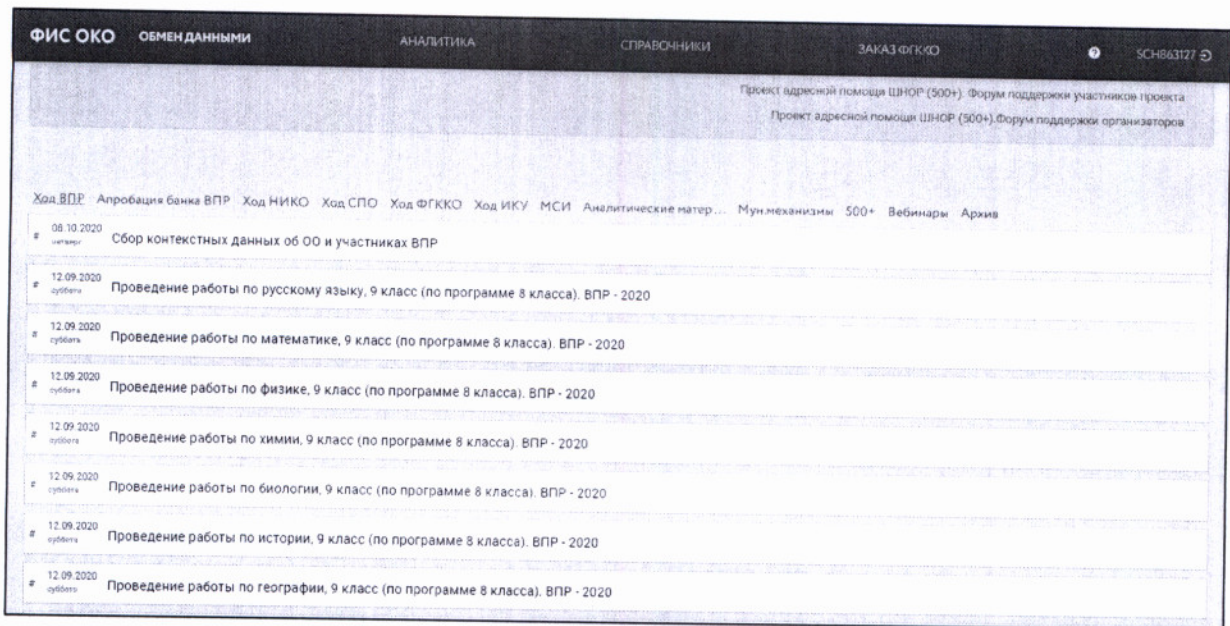 ФИС ОКО ОБМЕН ДАННЫМИ АНАЛИТИКА СПРАВОЧНИКИ ЗАКАЗ ФГККО ? SCH863127
Проект адресной помощи ШНОР (500+). Форум поддержки участников проекта
Проект адресной помощи ШНОР (500+).Форум поддержки организаторов
Ход ВПР Апробация банка ВПР Ход НИКО Ход СПО Ход ФГККО Ход ИКУ МСИ Аналитические матер... Мун.механизмы 500+ Вебинары Архив
# 08.10.2020 Сбор контекстных данных об ОО и участниках ВПР
четверг
# 12.09.2020 Проведение работы по русскому языку, 9 класс (по программе 8 класса). ВПР - 2020
суббота
# 12.09.2020 Проведение работы по математике, 9 класс (по программе 8 класса). ВПР - 2020
суббота
# 12.09.2020 Проведение работы по физике, 9 класс (по программе 8 класса). ВПР - 2020
суббота
# 12.09.2020 Проведение работы по химии, 9 класс (по программе 8 класса). ВПР - 2020
суббота
# 12.09.2020 Проведение работы по биологии, 9 класс (по программе 8 класса). ВПР - 2020
суббота
# 12.09.2020 Проведение работы по истории, 9 класс (по программе 8 класса). ВПР - 2020
суббота
# 12.09.2020 Проведение работы по географии, 9 класс (по программе 8 класса). ВПР - 2020
суббота